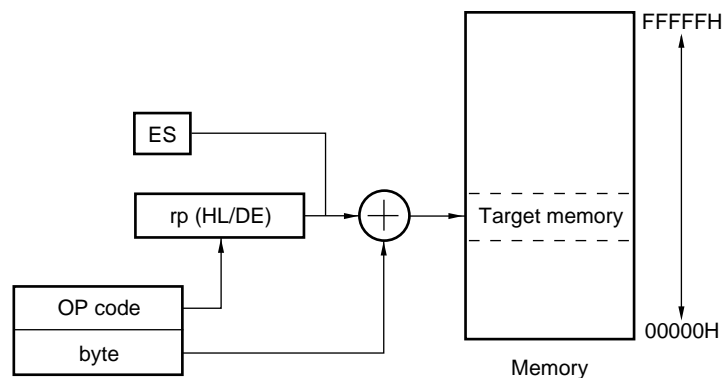 FFFFFH
ES
rp (HL/DE)
Target memory
OP code
byte
00000H
Memory